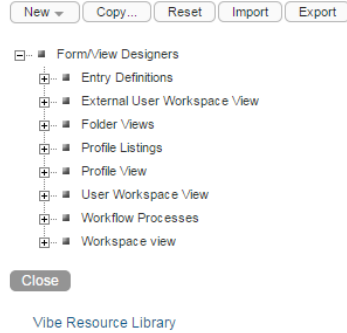 New Copy... Reset Import Export
Form/View Designers
Entry Definitions
External User Workspace View
Folder Views
Profile Listings
Profile View
User Workspace View
Workflow Processes
Workspace view
Close
Vibe Resource Library